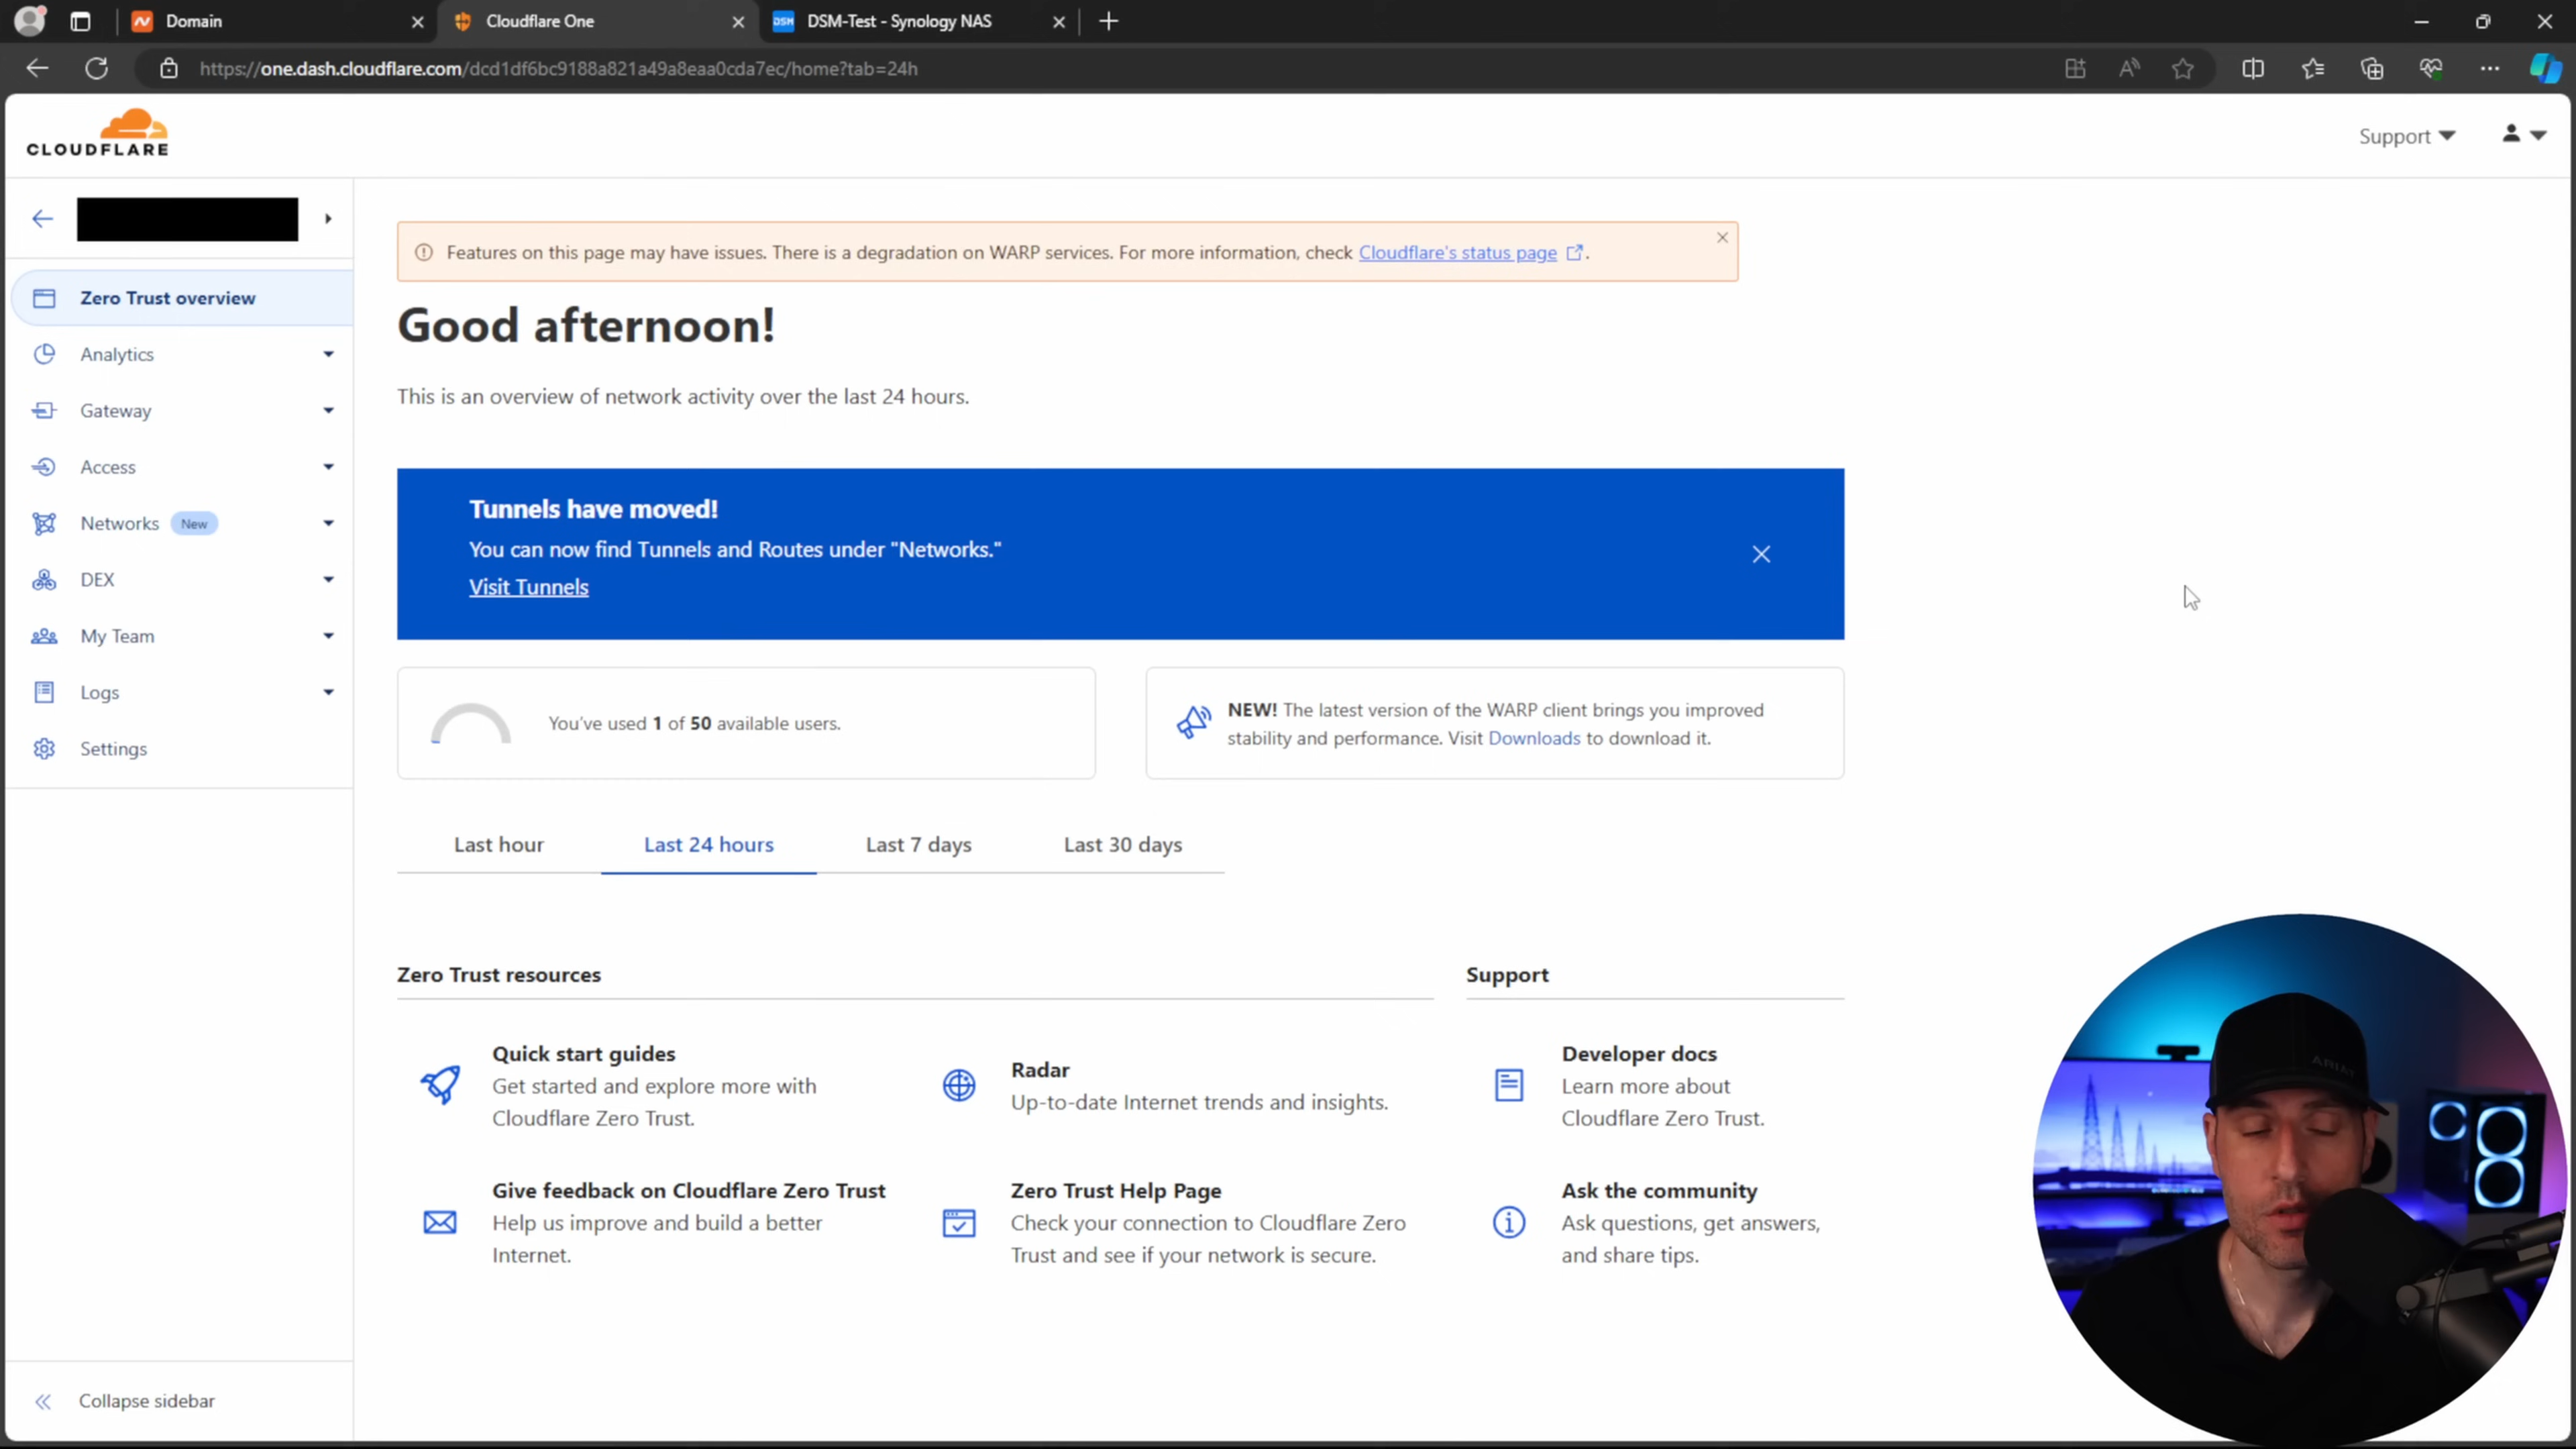 Domain
Cloudflare One
DSM
DSM-Test - Synology NAS
https://one.dash.cloudflare.com/dcd1df6bc9188a821a49a8eaa0cda7ec/home?tab=24h
CLOUDFLARE
Support
Zero Trust overview
Analytics
Gateway
Access
Networks New
DEX
My Team
Logs
Settings
Collapse sidebar
Features on this page may have issues. There is a degradation on WARP services. For more information, check Cloudflare's status page.
Good afternoon!
This is an overview of network activity over the last 24 hours.
Tunnels have moved!
You can now find Tunnels and Routes under "Networks."
Visit Tunnels
You've used 1 of 50 available users.
NEW! The latest version of the WARP client brings you improved
stability and performance. Visit Downloads to download it.
Last hour
Last 24 hours
Last 7 days
Last 30 days
Zero Trust resources
Quick start guides
Get started and explore more with
Cloudflare Zero Trust.
Radar
Up-to-date Internet trends and insights.
Give feedback on Cloudflare Zero Trust
Help us improve and build a better
Internet.
Zero Trust Help Page
Check your connection to Cloudflare Zero
Trust and see if your network is secure.
Support
Developer docs
Learn more about
Cloudflare Zero Trust.
Ask the community
Ask questions, get answers,
and share tips.
ARIAT